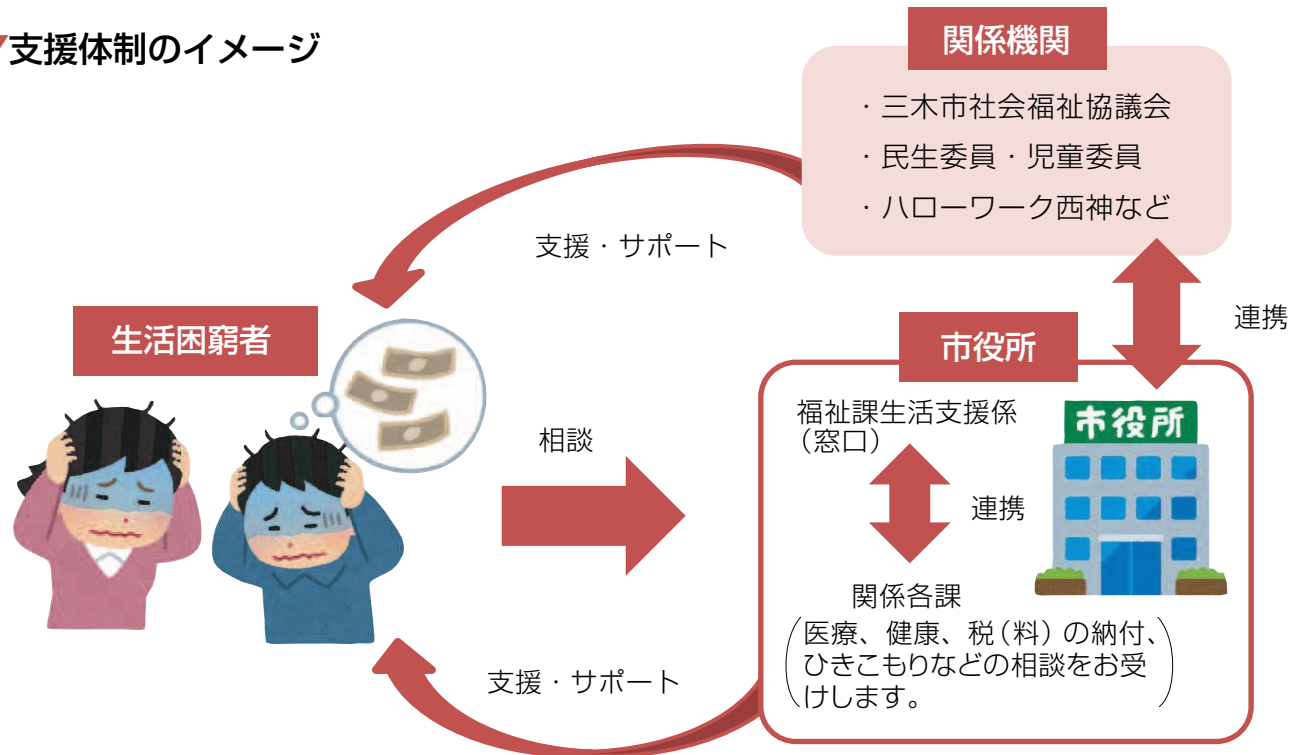 支援体制のイメージ
関係機関
・三木市社会福祉協議会
・民生委員・児童委員
・ハローワーク西神など
支援・サポート
連携
生活困窮者
市役所
福祉課生活支援係
（窓口）
市役所
相談
連携
関係各課
（医療、健康、税（料）の納付、
ひきこもりなどの相談をお受
けします。）
支援・サポート